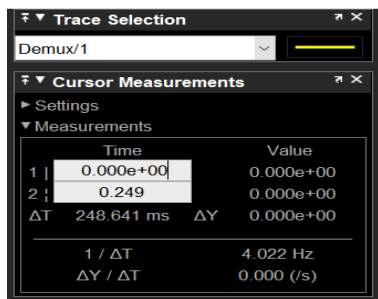 Trace Selection
Demux/1
Cursor Measurements
Settings
Measurements
Time Value
1 | 0.000e+00 0.000e+00
2 ¦ 0.249 0.000e+00
ΔT 248.641 ms ΔY 0.000e+00
1 / ΔT 4.022 Hz
ΔY / ΔT 0.000 (/s)